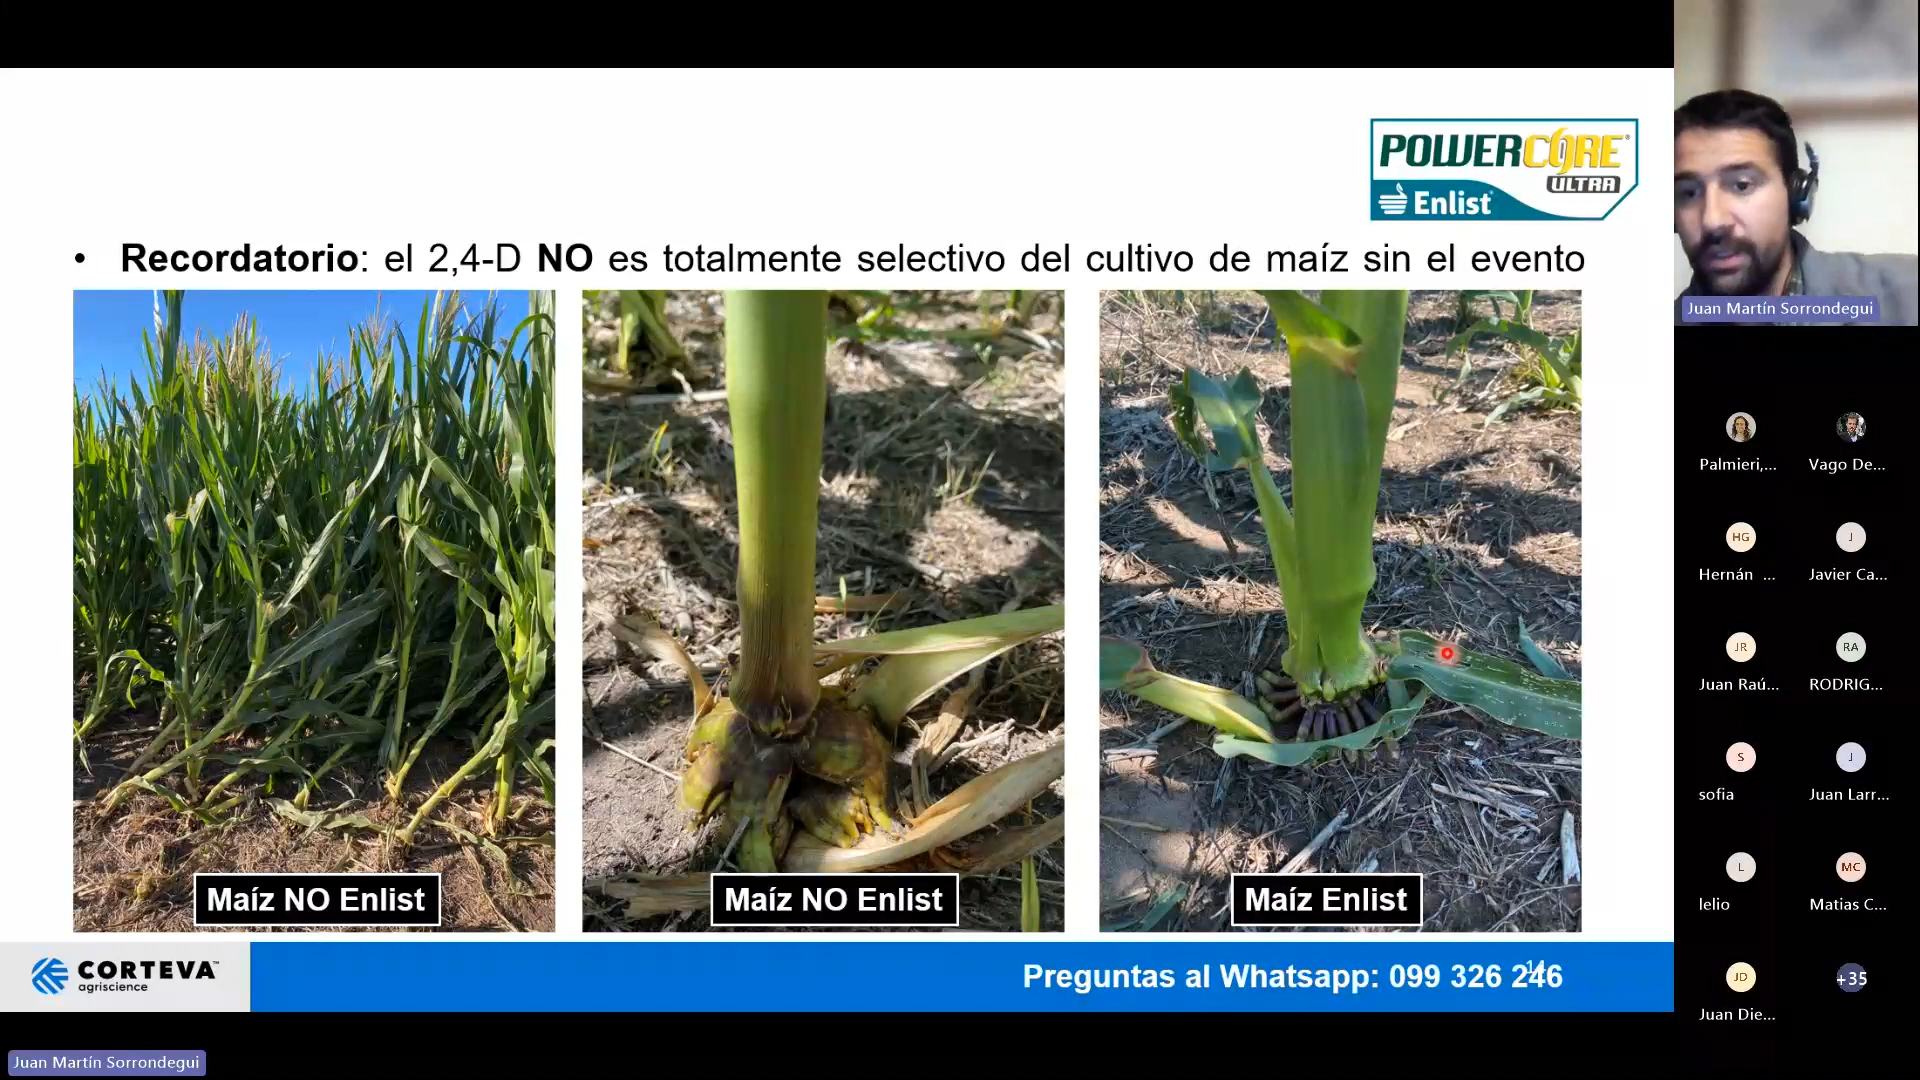 POWERCORE®
ULTRA
Enlist®
• Recordatorio: el 2,4-D NO es totalmente selectivo del cultivo de maíz sin el evento
Maíz NO Enlist
Maíz NO Enlist
Maíz Enlist
CORTEVA™
agriscience
Preguntas al Whatsapp: 099 326 246
Juan Martín Sorrondegui
Juan Martín Sorrondegui
Palmieri,...
Vago De...
HG
J
Hernán ...
Javier Ca...
JR
RA
Juan Raú...
RODRIG...
S
J
sofia
Juan Larr...
L
MC
lelio
Matias C...
JD
+35
Juan Die...